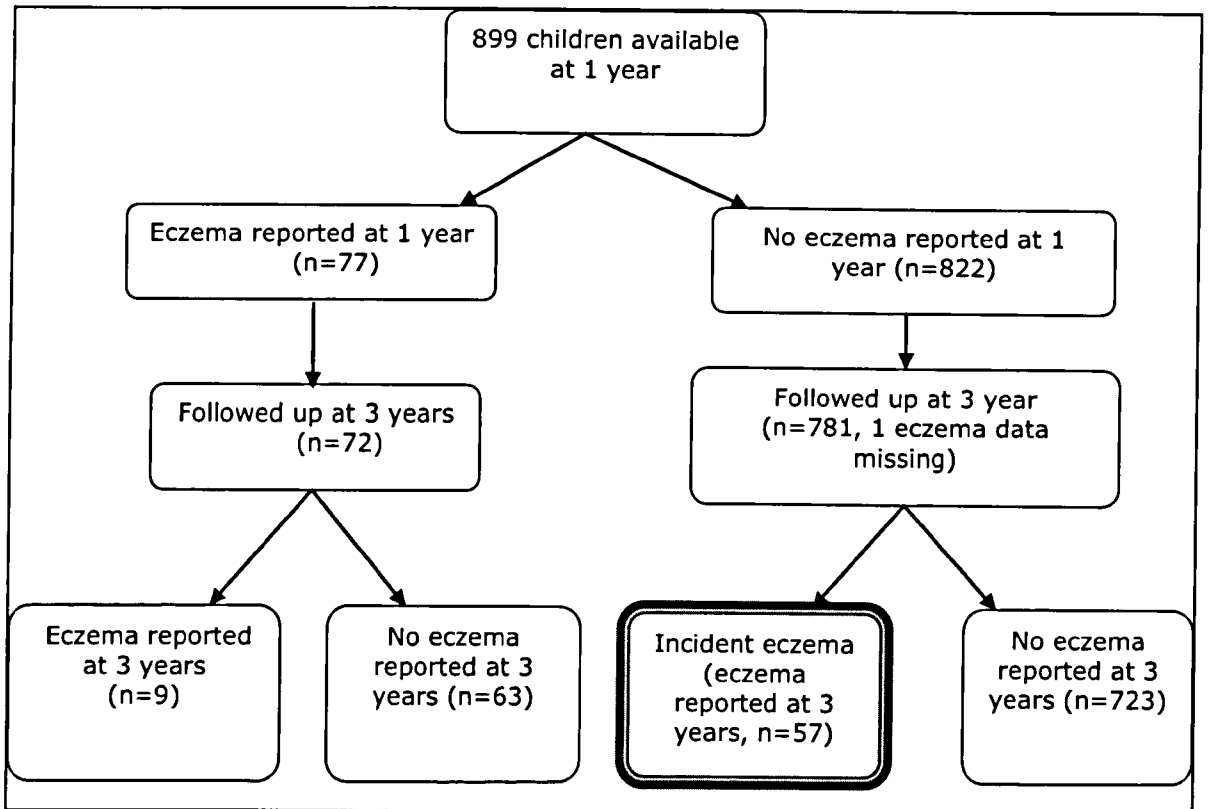 899 children available
at 1 year
Eczema reported at 1 year
(n=77)
No eczema reported at 1
year (n=822)
Followed up at 3 years
(n=72)
Followed up at 3 year
(n=781, 1 eczema data
missing)
Eczema reported
at 3 years
(n=9)
No eczema
reported at 3
years (n=63)
Incident eczema
(eczema
reported at 3
years, n=57)
No eczema
reported at 3
years (n=723)